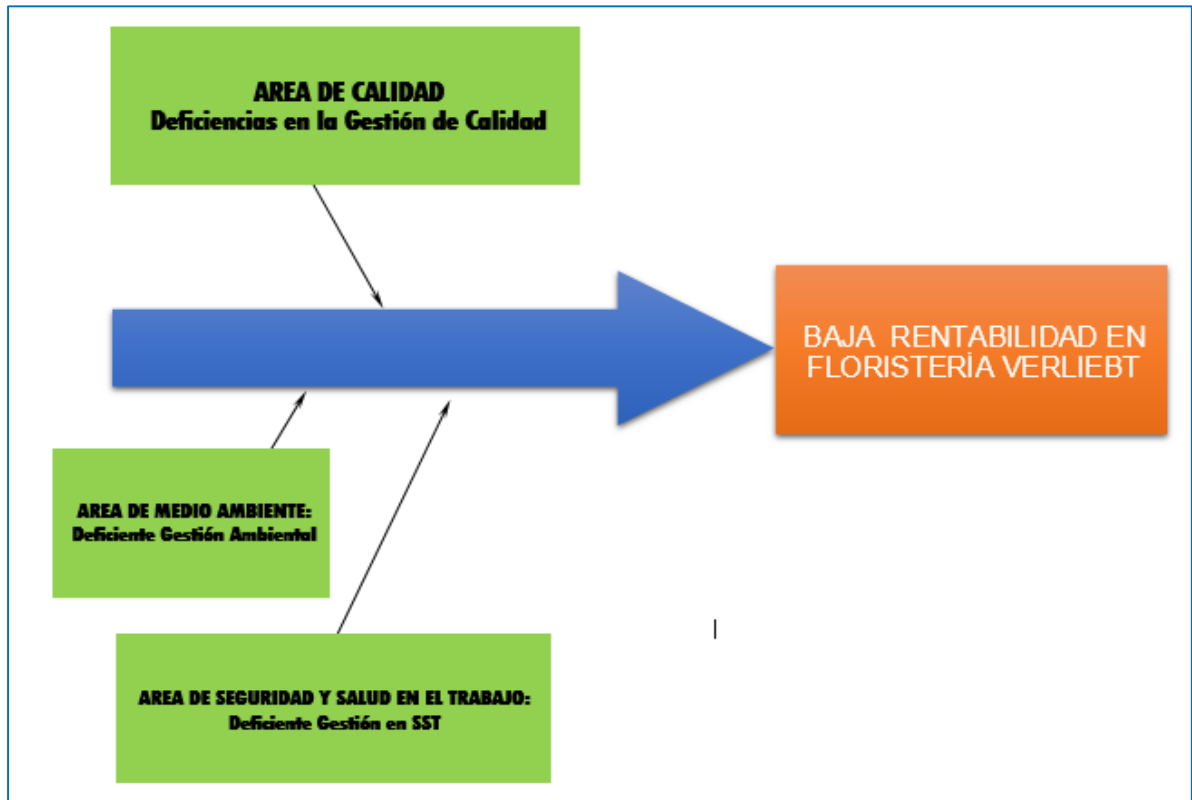 AREA DE CALIDAD
Deficiencias en la Gestión de Calidad
BAJA RENTABILIDAD EN
FLORISTERÍA VERLIEBT
AREA DE MEDIO AMBIENTE:
Deficiente Gestión Ambiental
AREA DE SEGURIDAD Y SALUD EN EL TRABAJO:
Deficiente Gestión en SST